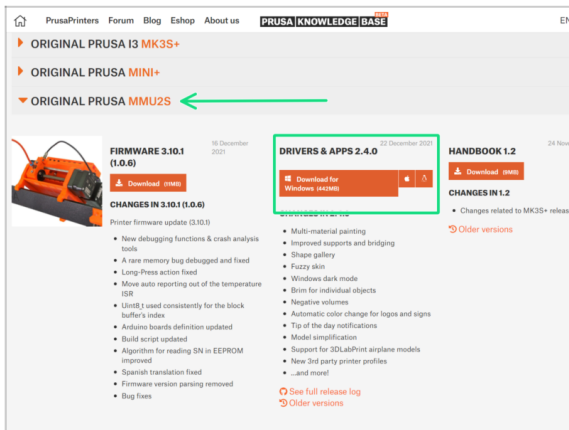 PrusaPrinters Forum Blog Eshop About us PRUSA KNOWLEDGE BASE BETA EN
ORIGINAL PRUSA I3 MK3S+
ORIGINAL PRUSA MINI+
ORIGINAL PRUSA MMU2S
FIRMWARE 3.10.1
(1.0.6)
16 December
2021
Download (11MB)
CHANGES IN 3.10.1 (1.0.6)
Printer firmware update (3.10.1)
New debugging functions & crash analysis
tools
A rare memory bug debugged and fixed
Long-Press action fixed
Move auto reporting out of the temperature
ISR
Uint8_t used consistently for the block
buffer's index
Arduino boards definition updated
Build script updated
Algorithm for reading SN in EEPROM
improved
Spanish translation fixed
Firmware version parsing removed
Bug fixes
DRIVERS & APPS 2.4.0
22 December 2021
Download for
Windows (442MB)
Multi-material painting
Improved supports and bridging
Shape gallery
Fuzzy skin
Windows dark mode
Brim for individual objects
Negative volumes
Automatic color change for logos and signs
Tip of the day notifications
Model simplification
Support for 3DLabPrint airplane models
New 3rd party printer profiles
...and more!
See full release log
Older versions
HANDBOOK 1.2
24 Nov
Download (9MB)
CHANGES IN 1.2
Changes related to MK3S+ releas
Older versions